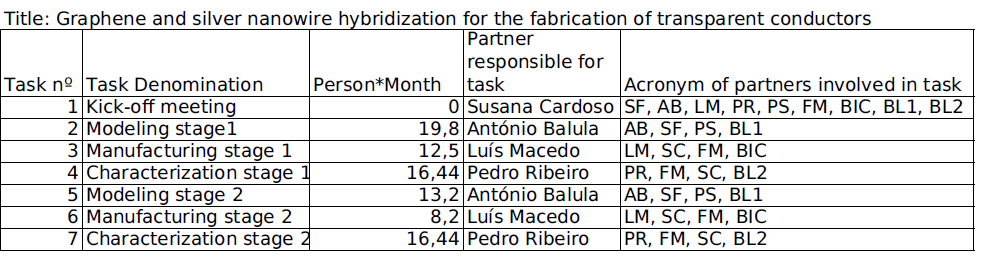 Title: Graphene and silver nanowire hybridization for the fabrication of transparent conductors
Task nº Task Denomination Person*Month Partner responsible for task Acronym of partners involved in task
1 Kick-off meeting 0 Susana Cardoso SF, AB, LM, PR, PS, FM, BIC, BL1, BL2
2 Modeling stage1 19,8 António Balula AB, SF, PS, BL1
3 Manufacturing stage 1 12,5 Luís Macedo LM, SC, FM, BIC
4 Characterization stage 1 16,44 Pedro Ribeiro PR, FM, SC, BL2
5 Modeling stage 2 13,2 António Balula AB, SF, PS, BL1
6 Manufacturing stage 2 8,2 Luís Macedo LM, SC, FM, BIC
7 Characterization stage 2 16,44 Pedro Ribeiro PR, FM, SC, BL2